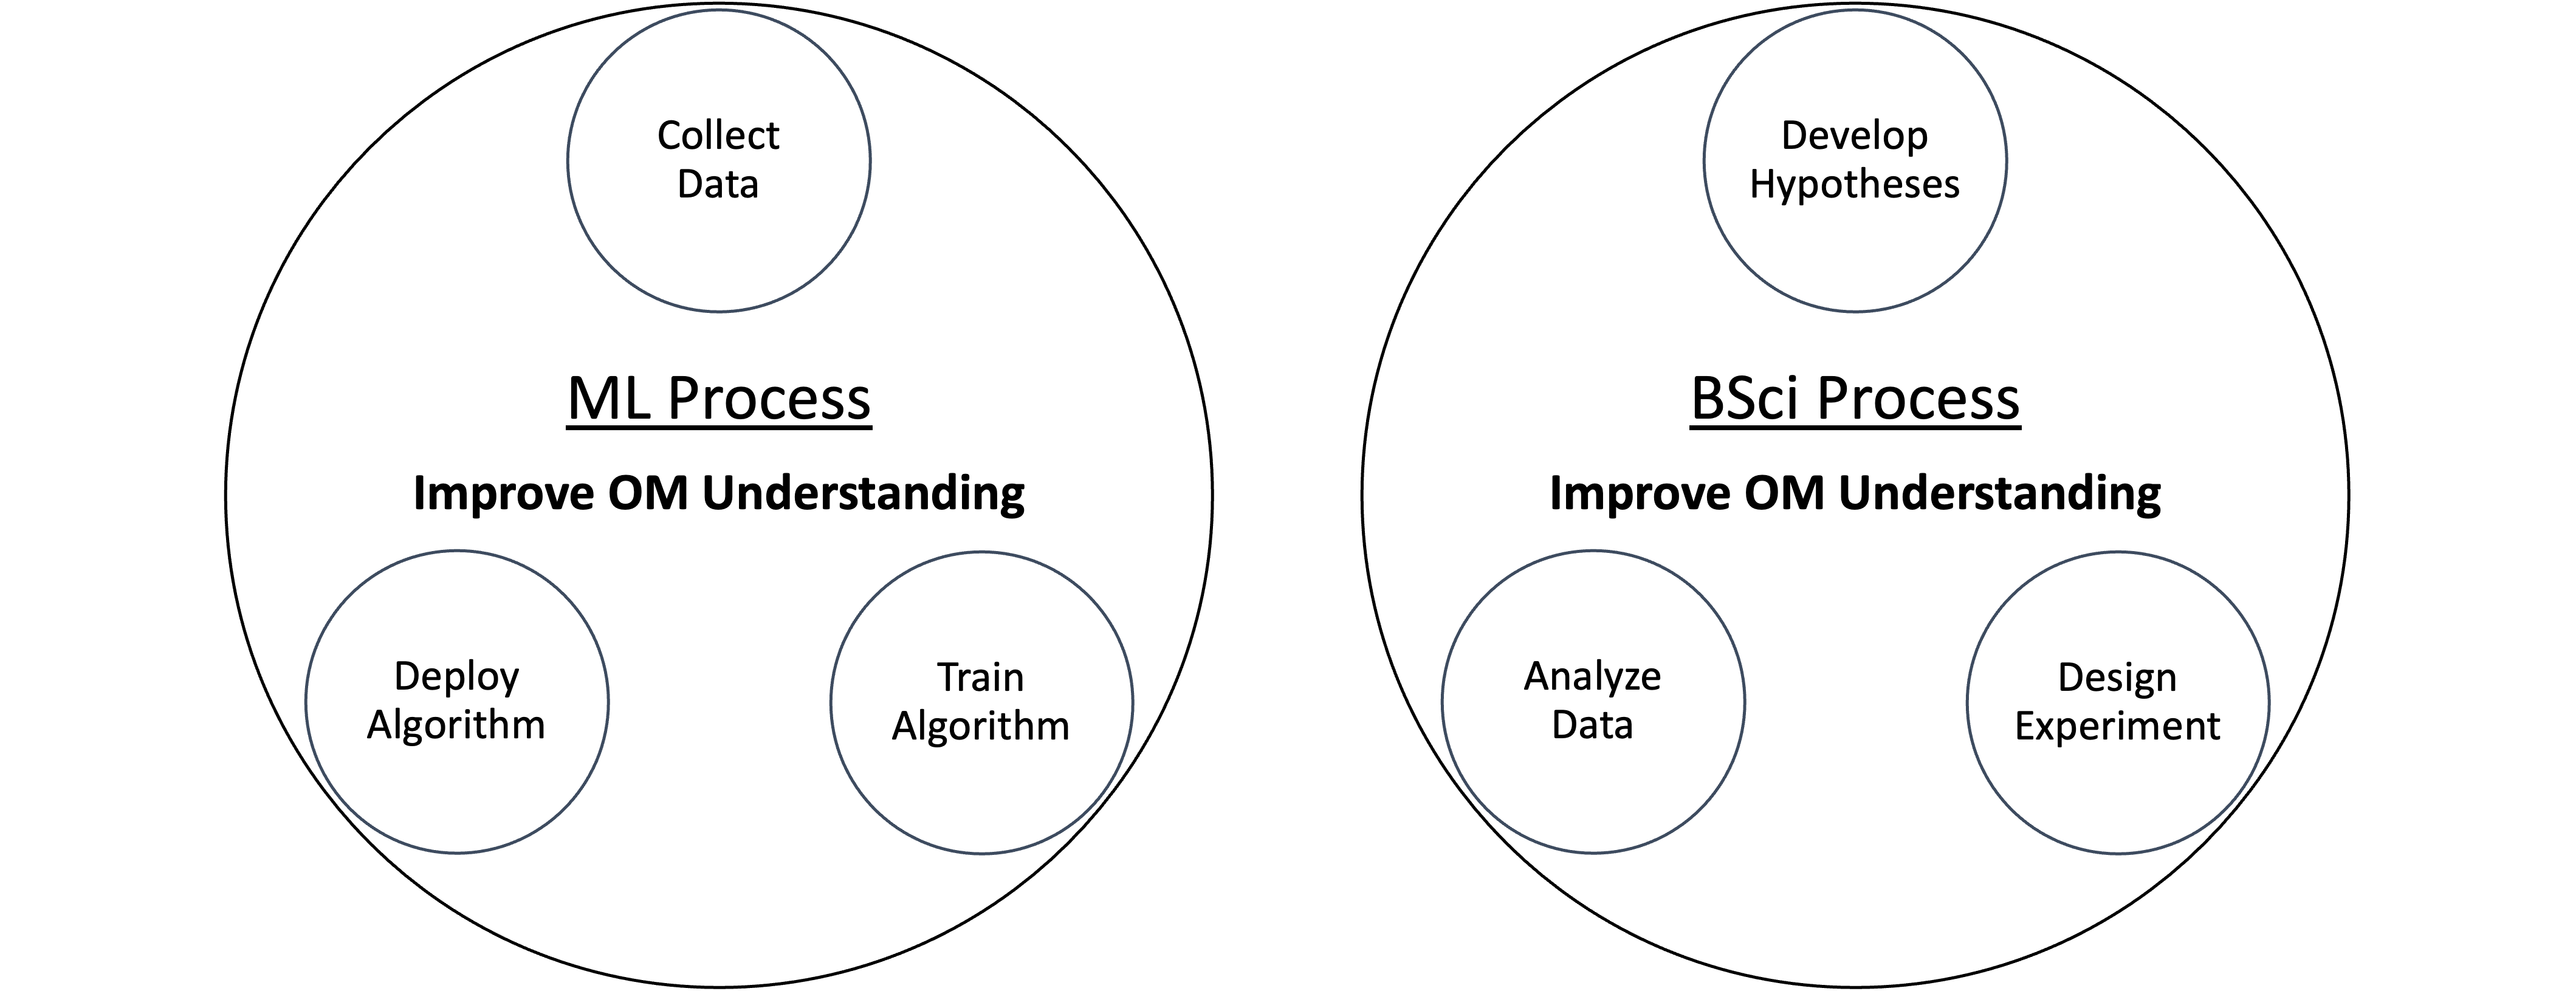 Collect
Data
ML Process
Improve OM Understanding
Deploy
Algorithm
Train
Algorithm
Develop
Hypotheses
BSci Process
Improve OM Understanding
Analyze
Data
Design
Experiment